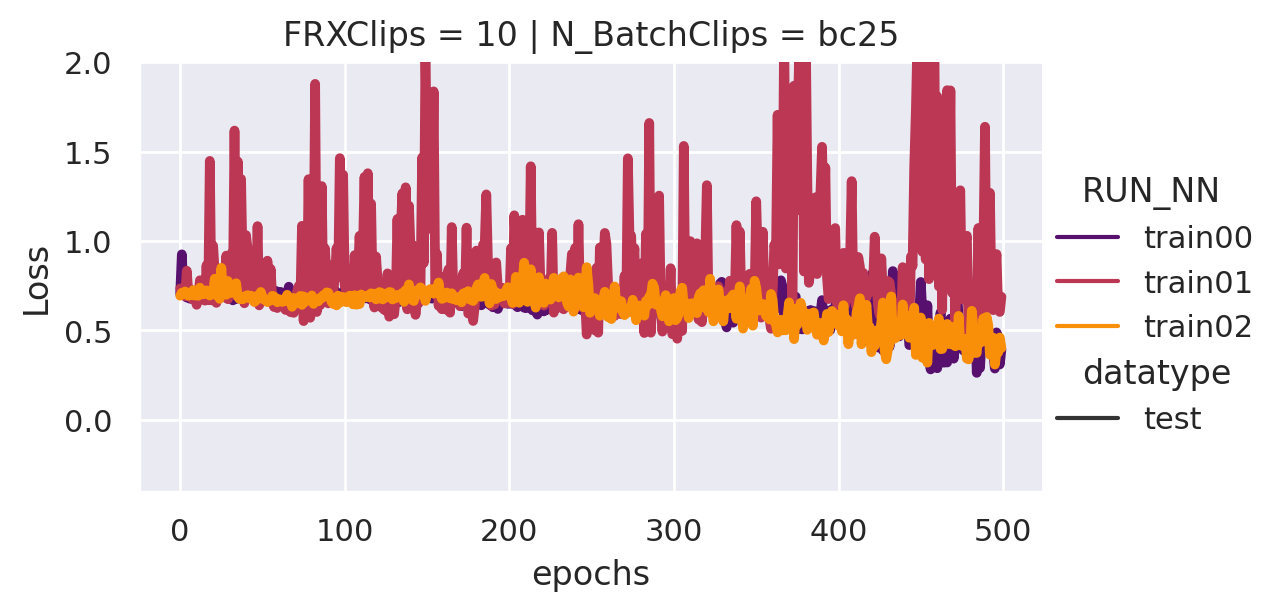 FRXClips = 10 | N_BatchClips = bc25
2.0
1.5
1.0
0.5
0.0
Loss
0 100 200 300 400 500
epochs
RUN_NN
train00
train01
train02
datatype
test